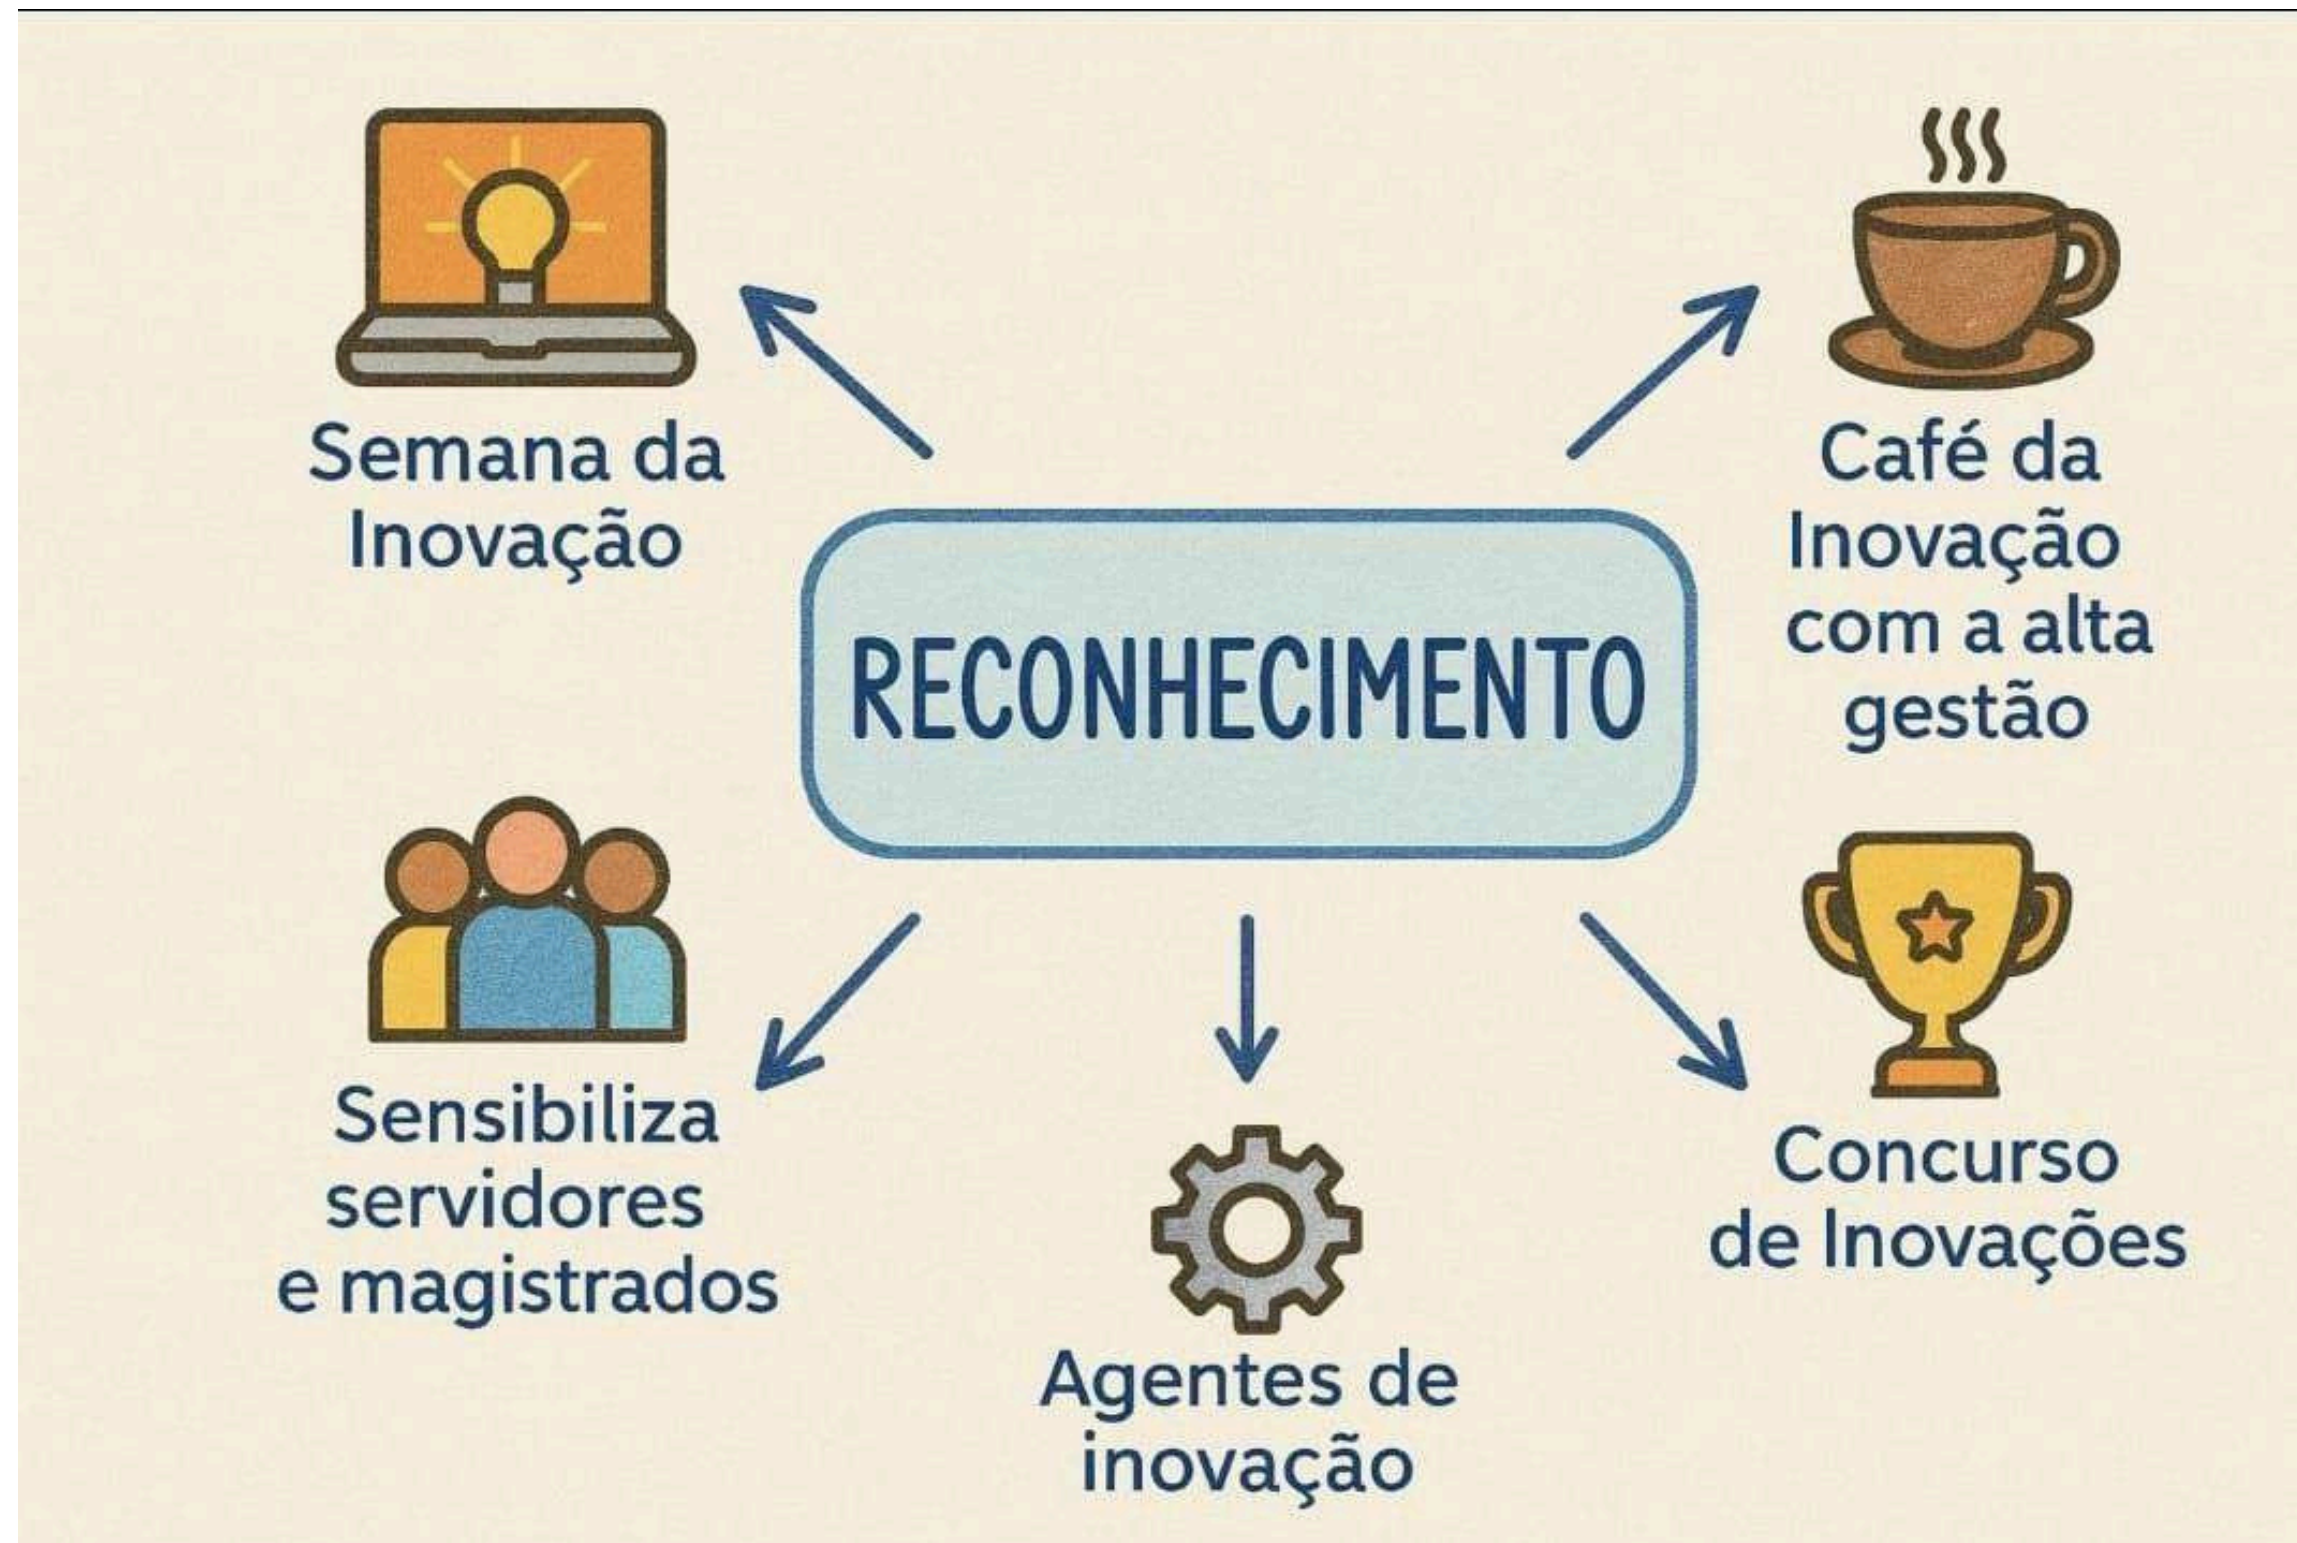 Semana da
Inovação
Café da
Inovação
com a alta
gestão
RECONHECIMENTO
Sensibiliza
servidores
e magistrados
Agentes de
inovação
Concurso
de Inovações